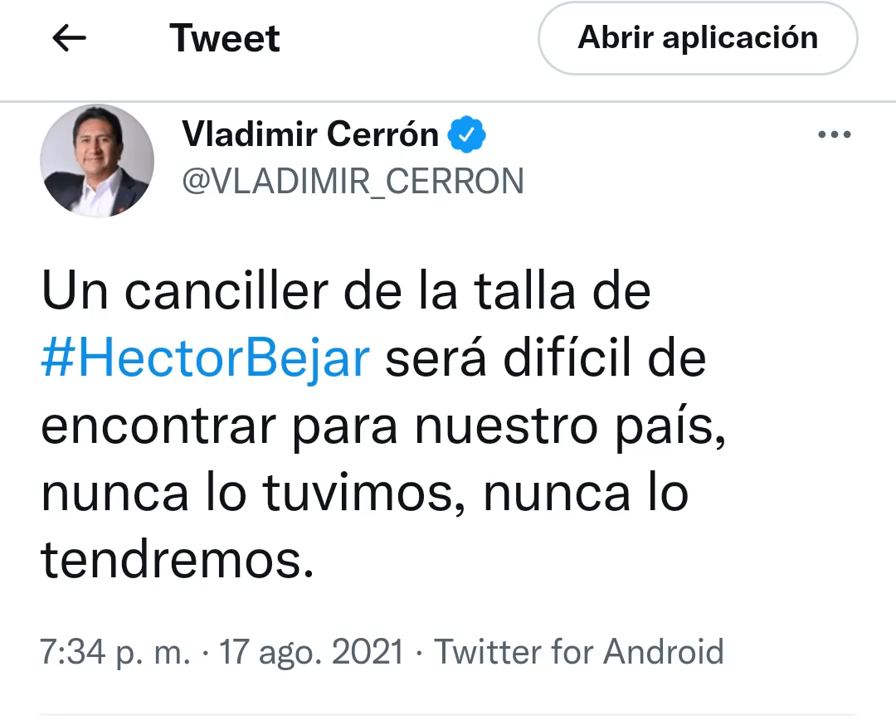 Tweet
Abrir aplicación
Vladimir Cerrón
@VLADIMIR_CERRON
Un canciller de la talla de
#HectorBejar será difícil de
encontrar para nuestro país,
nunca lo tuvimos, nunca lo
tendremos.
7:34 p. m. · 17 ago. 2021 · Twitter for Android